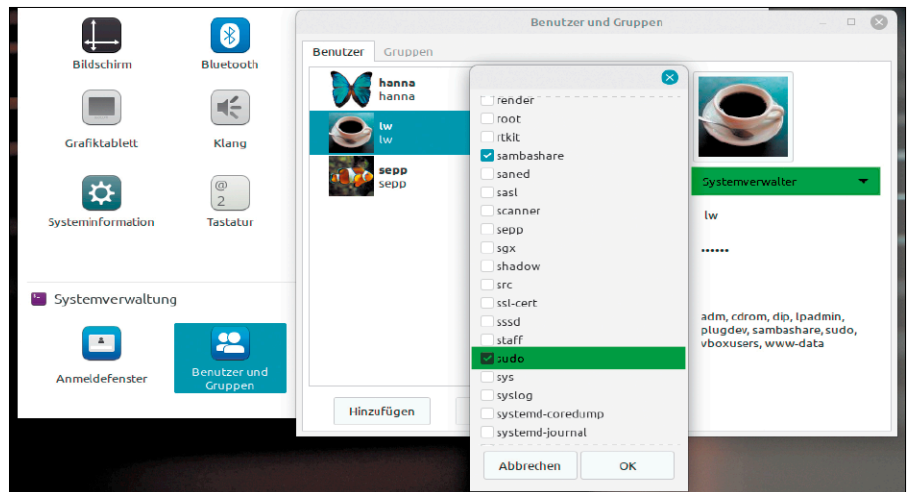 Bildschirm
Bluetooth
Grafiktablett
Klang
Systeminformation
@
2
Tastatur
Systemverwaltung
Anmeldefenster
Benutzer und
Gruppen
Benutzer und Gruppen
Benutzer
Gruppen
hanna
hanna
lw
lw
sepp
sepp
Hinzufügen
render
root
rtkit
sambashare
saned
sasl
scanner
sepp
sgx
shadow
src
ssl-cert
sssd
staff
sudo
sys
syslog
systemd-coredump
systemd-journal
Abbrechen
OK
Systemverwalter
lw
••••••
adm, cdrom, dip, lpadmin,
plugdev, sambashare, sudo,
vboxusers, www-data